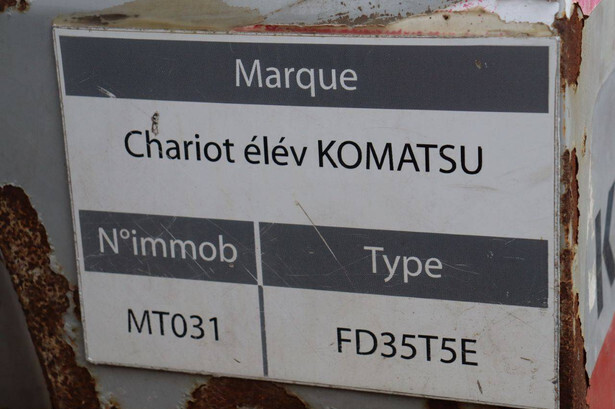 Marque
Chariot élév KOMATSU
N°immob Type
MT031 FD35T5E